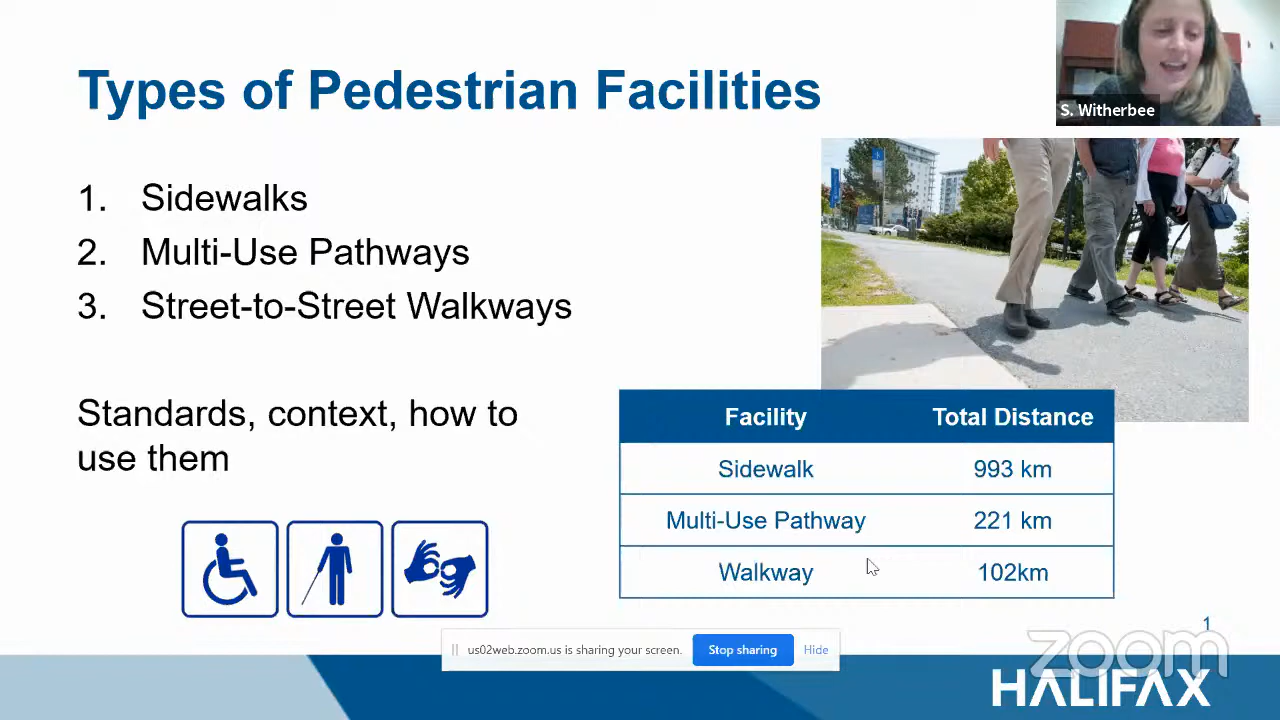 Types of Pedestrian Facilities
S. Witherbee
1. Sidewalks
2. Multi-Use Pathways
3. Street-to-Street Walkways
Standards, context, how to
use them
Facility Total Distance
Sidewalk 993 km
Multi-Use Pathway 221 km
Walkway 102km
1
us02web.zoom.us is sharing your screen. Stop sharing Hide
zoom
HALIFAX